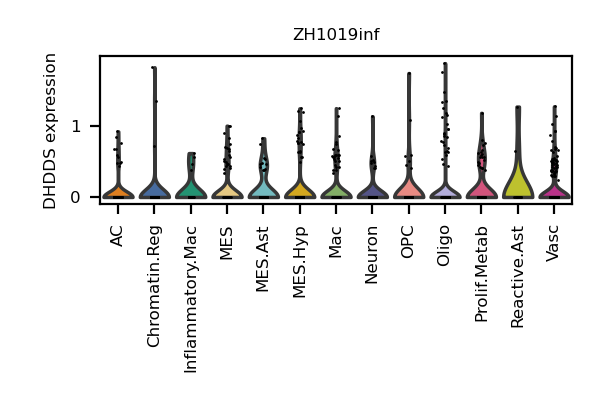 ZH1019inf
DHDDS expression
1
0
AC
Chromatin.Reg
Inflammatory.Mac
MES
MES.Ast
MES.Hyp
Mac
Neuron
OPC
Oligo
Prolif.Metab
Reactive.Ast
Vasc